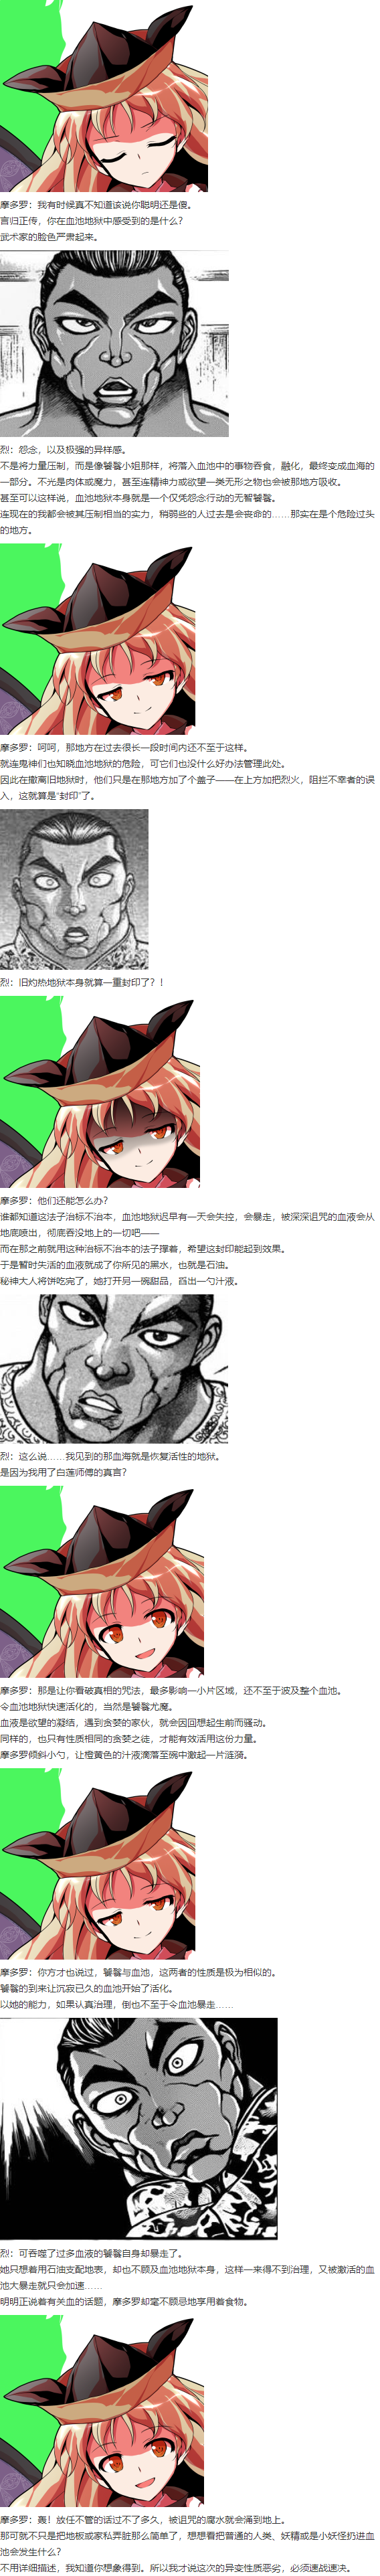 摩多罗：我有时候真不知道该说你聪明还是傻。
言归正传，你在血池地狱中感受到的是什么？
武术家的脸色严肃起来。
烈：怨念，以及极强的异样感。
不是将力量压制，而是像饕餮小姐那样，将落入血池中的事物吞食，融化，最终变成血海的
一部分。不光是肉体或魔力，甚至连精神力或欲望一类无形之物也会被那地方吸收。
甚至可以这样说，血池地狱本身就是一个仅凭怨念行动的无智饕餮。
连现在的我都会被其压制相当的实力，稍弱些的人过去是会丧命的……那实在是个危险过头
的地方。
摩多罗：呵呵，那地方在过去很长一段时间内还不至于这样。
就连鬼神们也知晓血池地狱的危险，可它们也没什么好办法管理此处。
因此在撤离旧地狱时，他们只是在那地方加了个盖子——在上方加把烈火，阻拦不幸者的误
入，这就算是“封印”了。
烈：旧灼热地狱本身就算一重封印了？！
摩多罗：他们还能怎么办？
谁都知道这法子治标不治本，血池地狱迟早有一天会失控，会暴走，被深深诅咒的血液会从
地底喷出，彻底吞没地上的一切吧——
而在那之前就用这种治标不治本的法子撑着，希望这封印能起到效果。
于是暂时失活的血液就成了你所见的黑水，也就是石油。
秘神大人将饼吃完了，她打开另一碗甜品，舀出一勺汁液。
烈：这么说……我见到的那血海就是恢复活性的地狱。
是因为我用了白莲师傅的真言？
摩多罗：那是让你看破真相的咒法，最多影响一小片区域，还不至于波及整个血池。
令血池地狱快速活化的，当然是饕餮尤魔。
血液是欲望的凝结，遇到贪婪的家伙，就会因回想起生前而骚动。
同样的，也只有性质相同的贪婪之徒，才能有效活用这份力量。
摩多罗倾斜小勺，让橙黄色的汁液滴落至碗中激起一片涟漪。
摩多罗：你方才也说过，饕餮与血池，这两者的性质是极为相似的。
饕餮的到来让沉寂已久的血池开始了活化。
以她的能力，如果认真治理，倒也不至于令血池暴走……
烈：可吞噬了过多血液的饕餮自身却暴走了。
她只想着用石油支配地表，却也不顾及血池地狱本身，这样一来得不到治理，又被激活的血
池大暴走就只会加速……
明明正说着有关血的话题，摩多罗却毫不顾忌地享用着食物。
摩多罗：轰！放任不管的话过不了多久，被诅咒的腐水就会涌到地上。
那可就不只是把地板或家私弄脏那么简单了，想想看把普通的人类、妖精或是小妖怪扔进血
池会发生什么？
不用详细描述，我知道你想象得到。所以我才说这次的异变性质恶劣，必须速战速决。